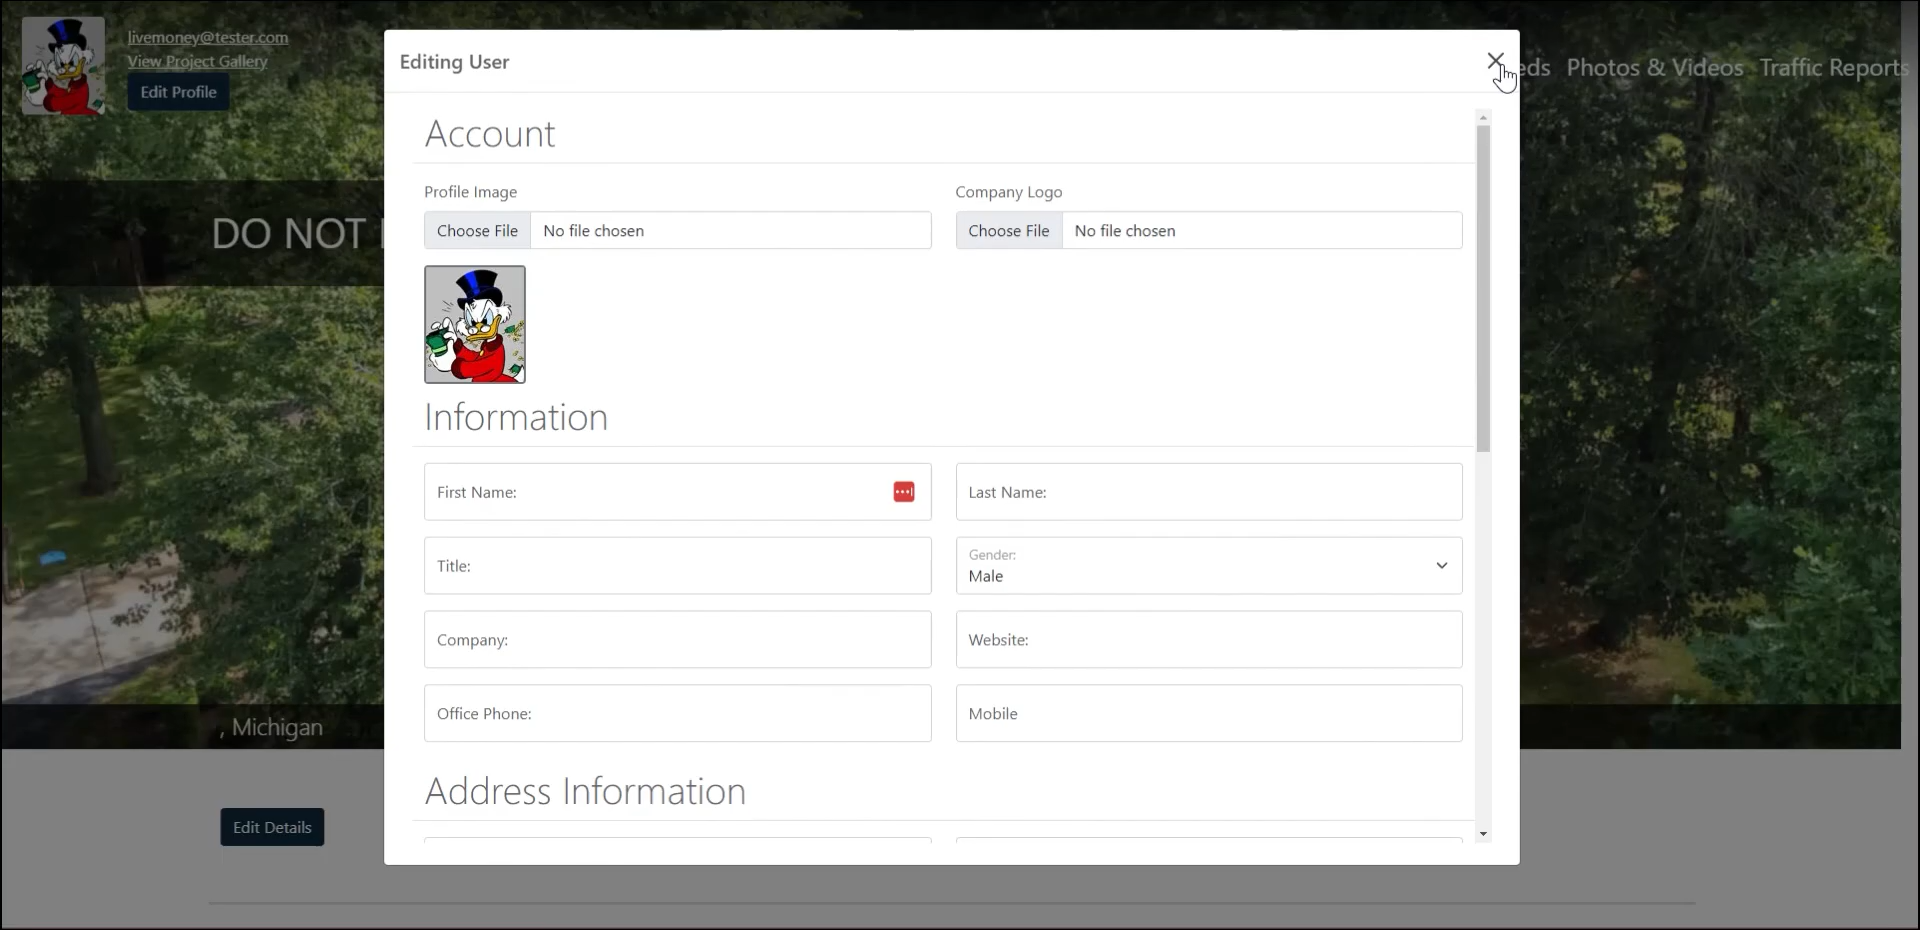 livemoney@tester.com
View Project Gallery
Edit Profile
Photos & Videos Traffic Reports
DO NOT
, Michigan
Edit Details
Editing User
Account
Profile Image
Company Logo
Choose File No file chosen
Choose File No file chosen
Information
First Name:
Last Name:
Title:
Gender:
Male
Company:
Website:
Office Phone:
Mobile
Address Information